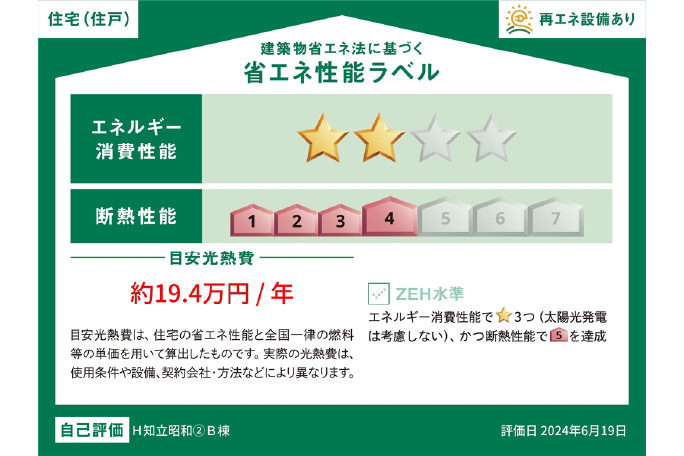 住宅（住戸）
再エネ設備あり
建築物省エネ法に基づく
省エネ性能ラベル
エネルギー
消費性能
断熱性能
1 2 3 4 5 6 7
目安光熱費
約19.4万円 / 年
目安光熱費は、住宅の省エネ性能と全国一律の燃料
等の単価を用いて算出したものです。実際の光熱費は、
使用条件や設備、契約会社・方法などにより異なります。
ZEH水準
エネルギー消費性能で★3つ（太陽光発電
は考慮しない）、かつ断熱性能で5を達成
自己評価 H知立昭和②B棟
評価日 2024年6月19日